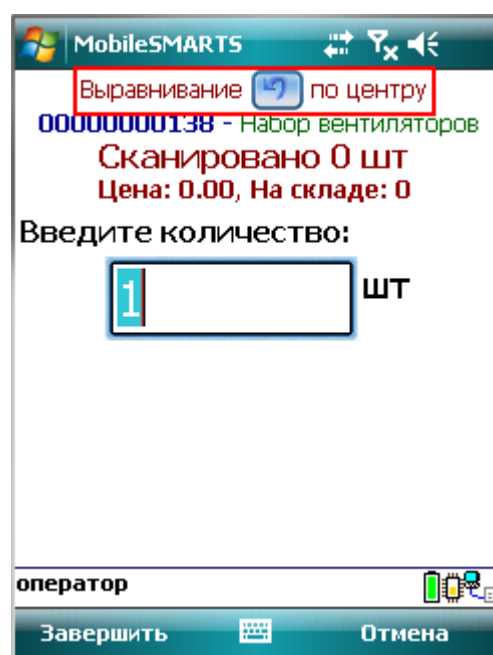 MobileSMARTS
Выравнивание по центру
00000000138 - Набор вентиляторов
Сканировано 0 шт
Цена: 0.00, На складе: 0
Введите количество:
1 шт
оператор
Завершить Отмена